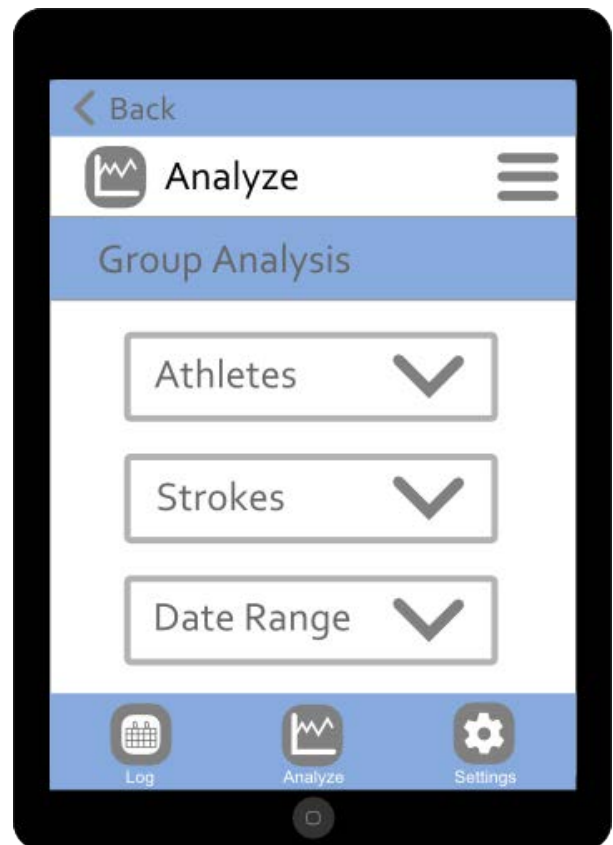 Back
Analyze
Group Analysis
Athletes
Strokes
Date Range
Log Analyze Settings